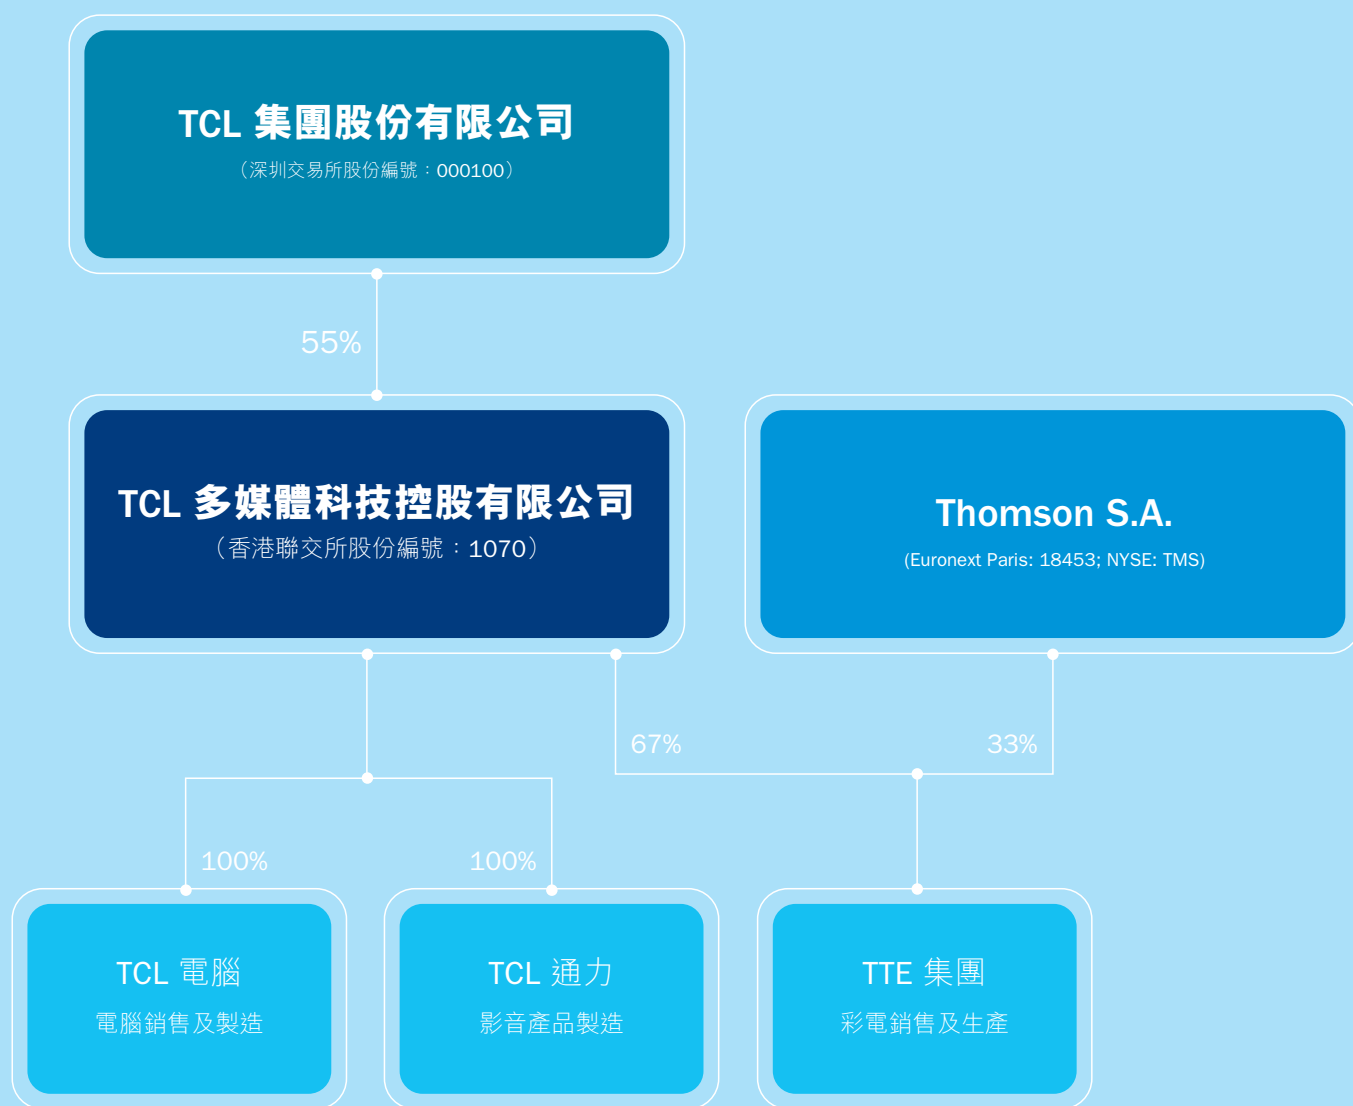 TCL 集團股份有限公司
（深圳交易所股份編號：000100）
55%
TCL 多媒體科技控股有限公司
（香港聯交所股份編號：1070）
Thomson S.A.
(Euronext Paris: 18453; NYSE: TMS)
67%
33%
100%
100%
TCL 電腦
電腦銷售及製造
TCL 通力
影音產品製造
TTE 集團
彩電銷售及生產